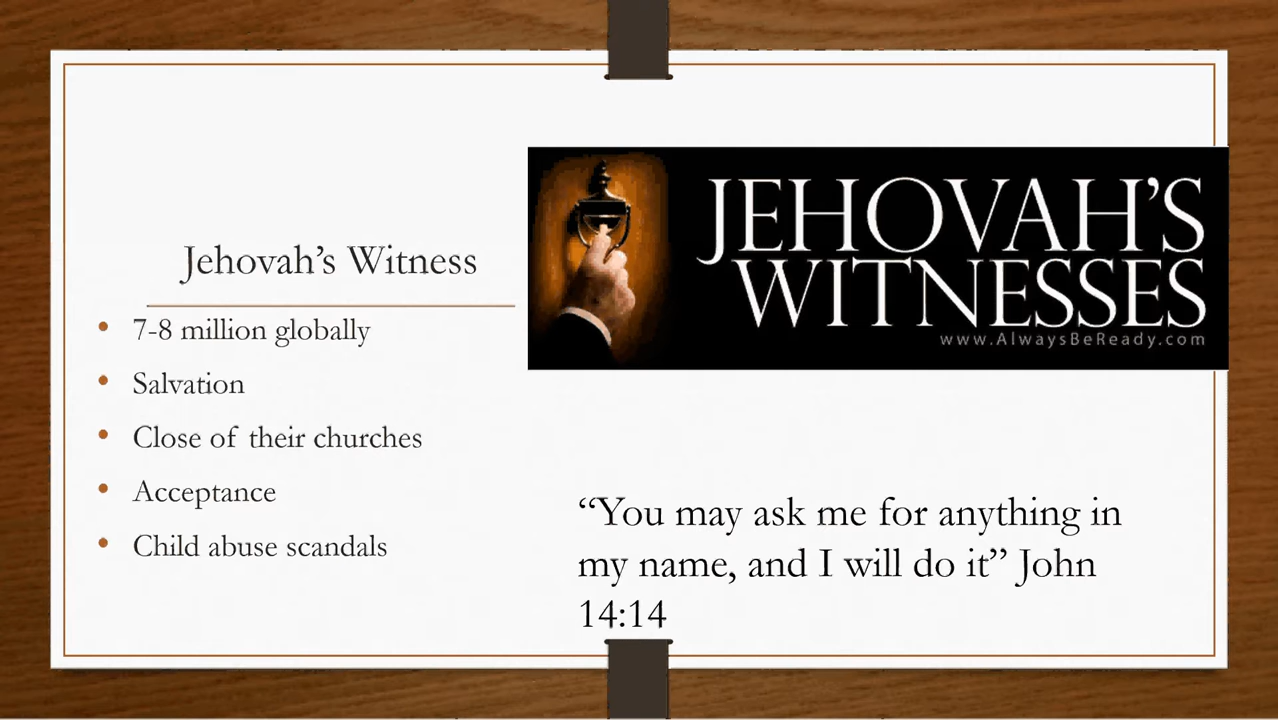 JEHOVAH'S
WITNESSES
www.AlwaysBeReady.com
Jehovah's Witness
• 7-8 million globally
• Salvation
• Close of their churches
• Acceptance
• Child abuse scandals
“You may ask me for anything in
my name, and I will do it” John
14:14